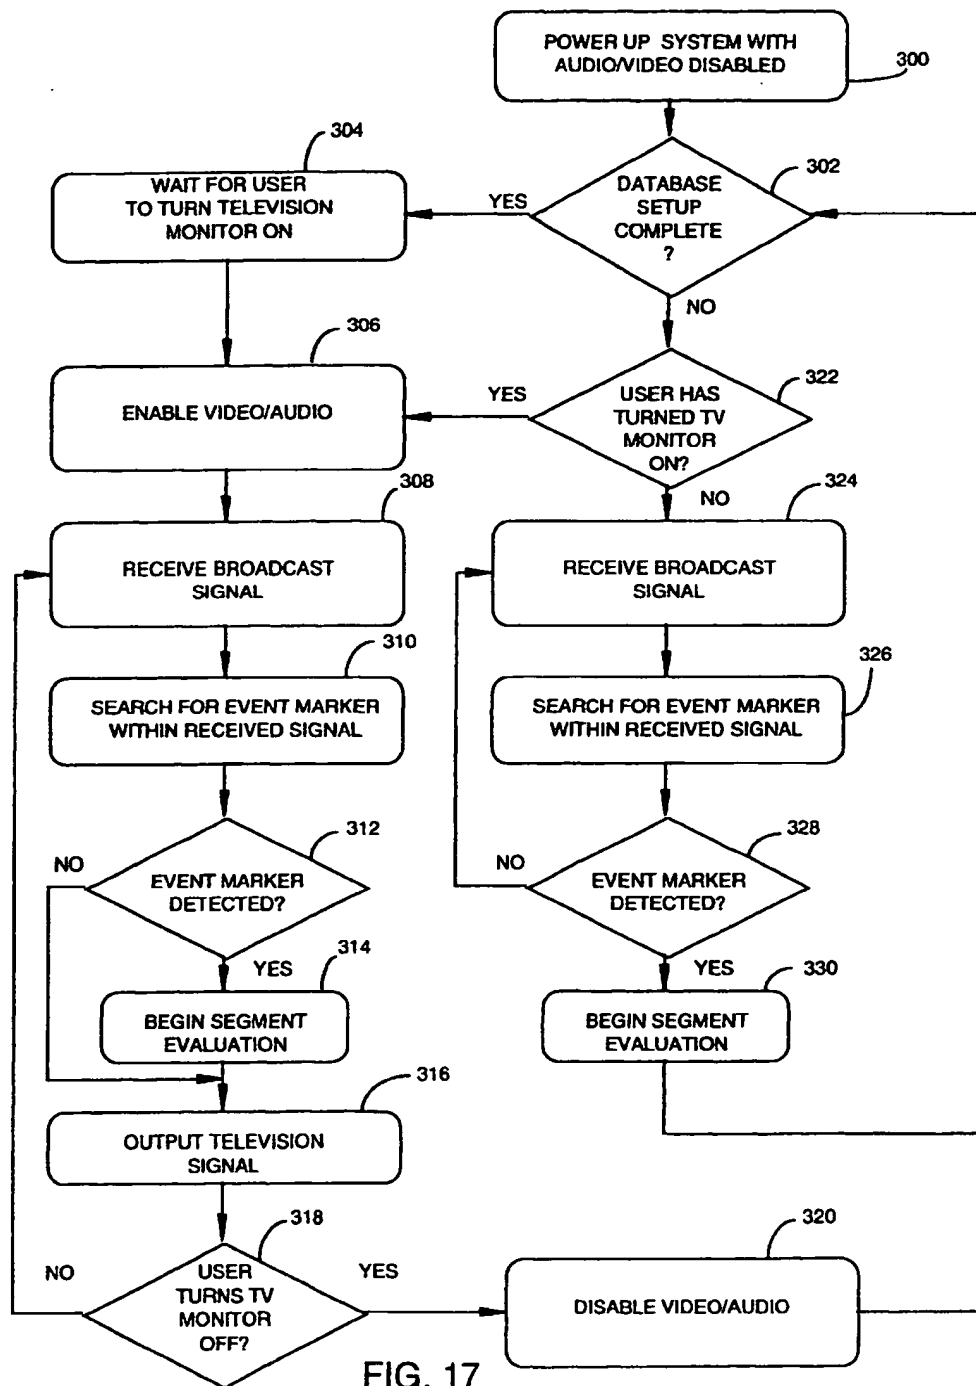 POWER UP SYSTEM WITH
AUDIO/VIDEO DISABLED
300
304
WAIT FOR USER
TO TURN TELEVISION
MONITOR ON
YES
DATABASE
SETUP
COMPLETE
?
302
NO
306
ENABLE VIDEO/AUDIO
YES
USER HAS
TURNED TV
MONITOR
ON?
322
NO
308
RECEIVE BROADCAST
SIGNAL
324
RECEIVE BROADCAST
SIGNAL
310
SEARCH FOR EVENT MARKER
WITHIN RECEIVED SIGNAL
326
SEARCH FOR EVENT MARKER
WITHIN RECEIVED SIGNAL
312
NO
EVENT MARKER
DETECTED?
YES
328
NO
EVENT MARKER
DETECTED?
YES
314
BEGIN SEGMENT
EVALUATION
330
BEGIN SEGMENT
EVALUATION
316
OUTPUT TELEVISION
SIGNAL
318
NO
USER
TURNS TV
MONITOR
OFF?
YES
320
DISABLE VIDEO/AUDIO
FIG. 17